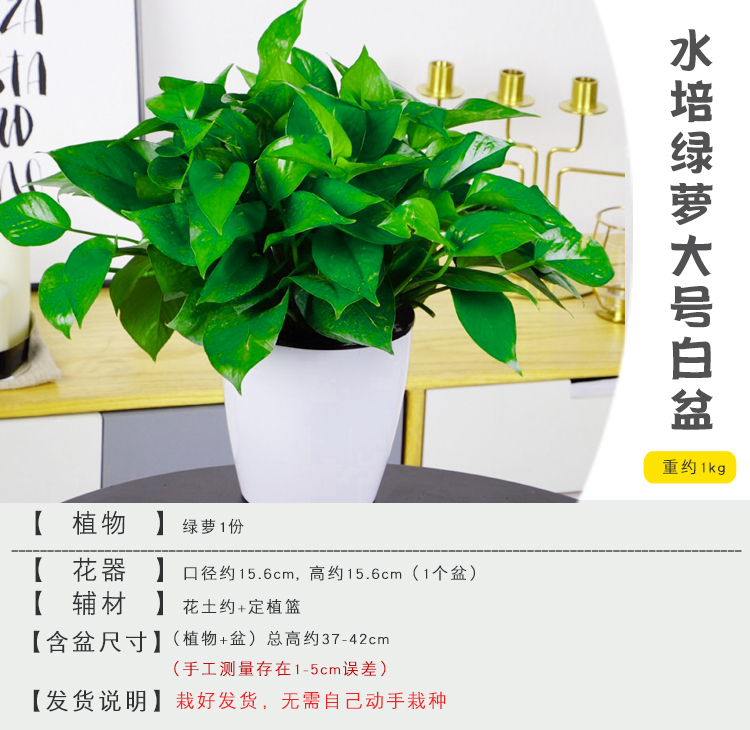 水培绿萝大号白盆
重约1kg
【 植物 】 绿萝1份
【 花器 】 口径约15.6cm, 高约15.6cm（1个盆）
【 辅材 】 花土约+定植篮
【含盆尺寸】（植物+盆）总高约37-42cm
（手工测量存在1-5cm误差）
【发货说明】 栽好发货，无需自己动手栽种